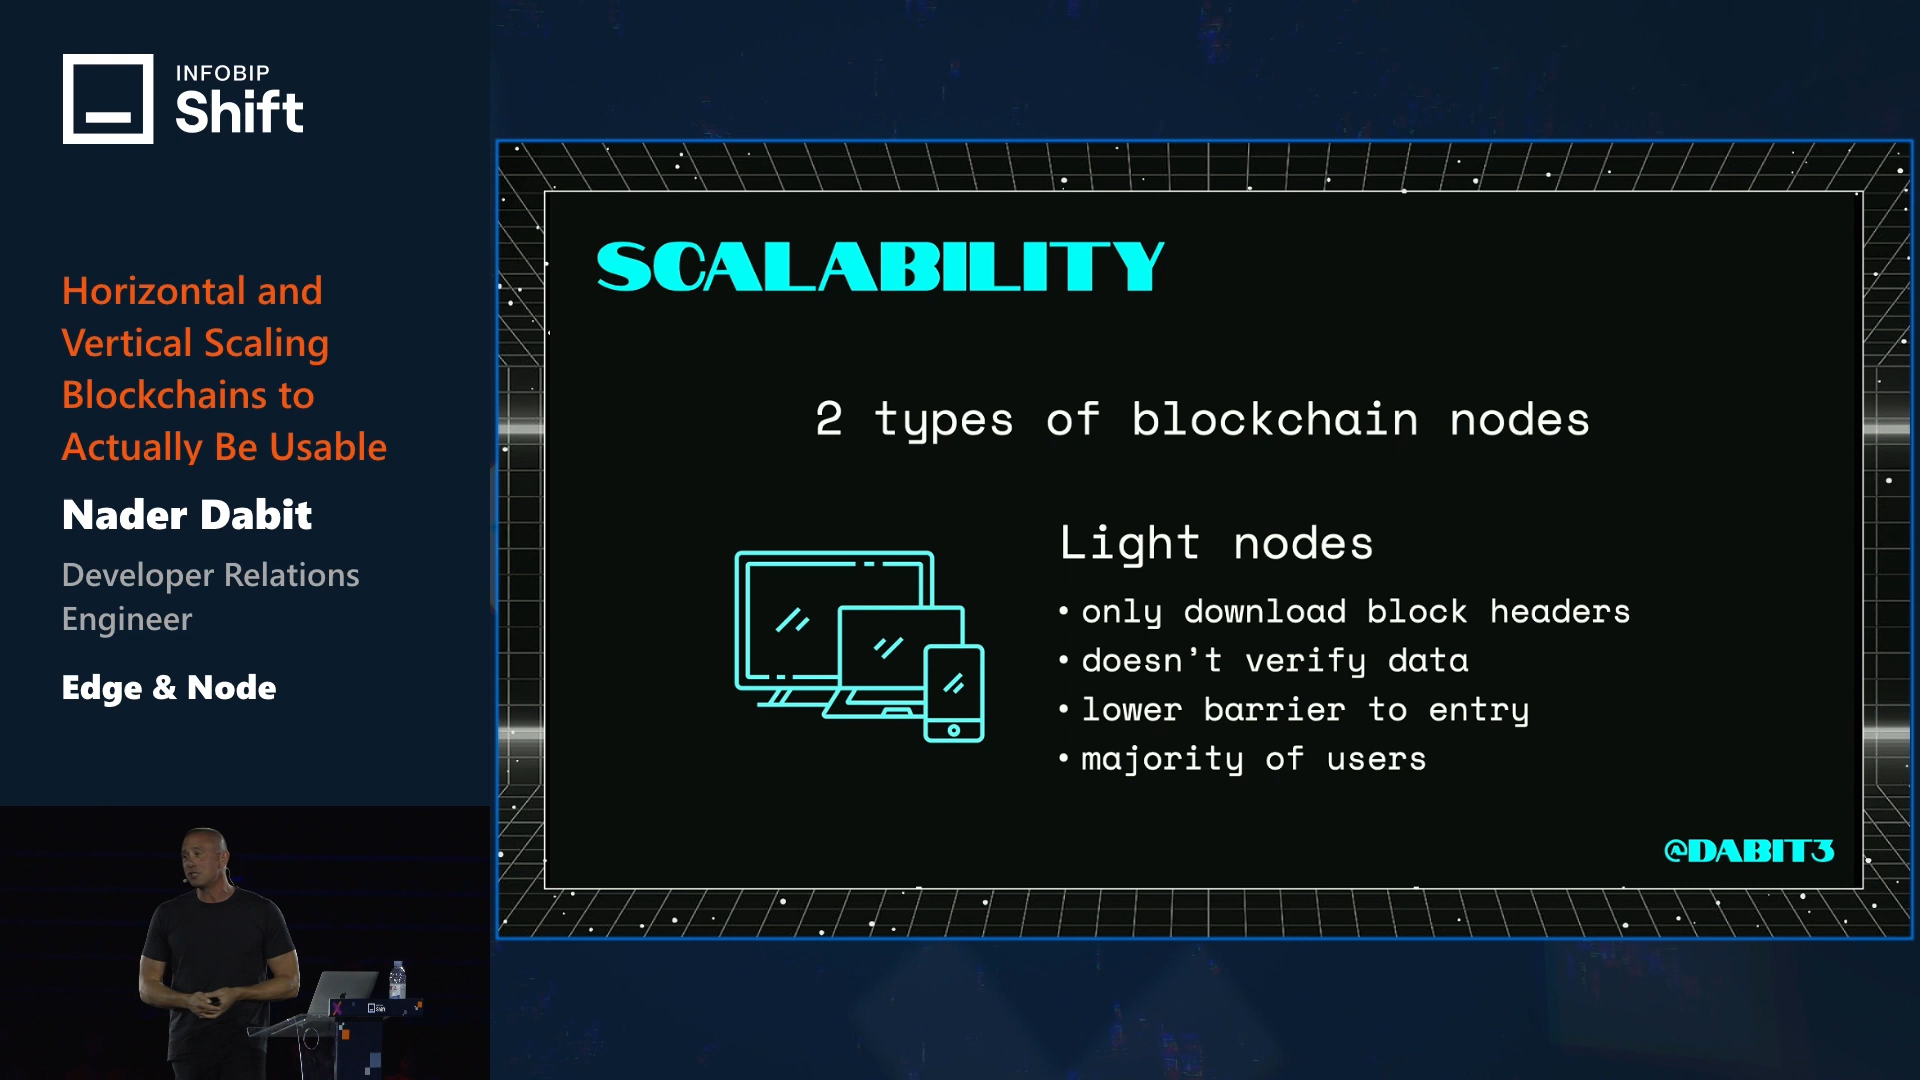 INFOBIP
Shift
Horizontal and
Vertical Scaling
Blockchains to
Actually Be Usable
Nader Dabit
Developer Relations
Engineer
Edge & Node
SCALABILITY
2 types of blockchain nodes
Light nodes
• only download block headers
• doesn't verify data
• lower barrier to entry
• majority of users
@DABIT3
Shift